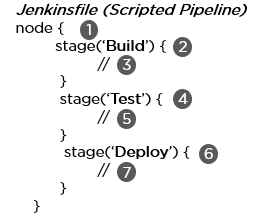 Jenkinsfile (Scripted Pipeline)
node { 1
stage(‘Build’) { 2
// 3
}
stage(‘Test’) { 4
// 5
}
stage(‘Deploy’) { 6
// 7
}
}